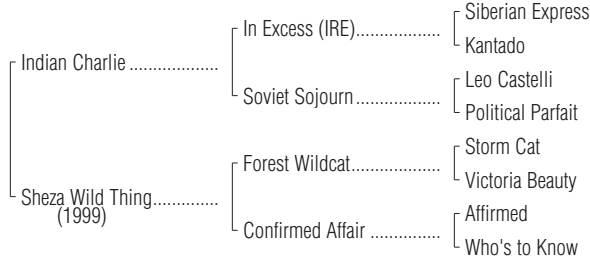 Siberian Express
In Excess (IRE)..................
Kantado
Indian Charlie ...................
Leo Castelli
Soviet Sojourn ..................
Political Parfait
Storm Cat
Forest Wildcat...................
Victoria Beauty
Sheza Wild Thing..............
(1999)
Affirmed
Confirmed Affair ...............
Who's to Know